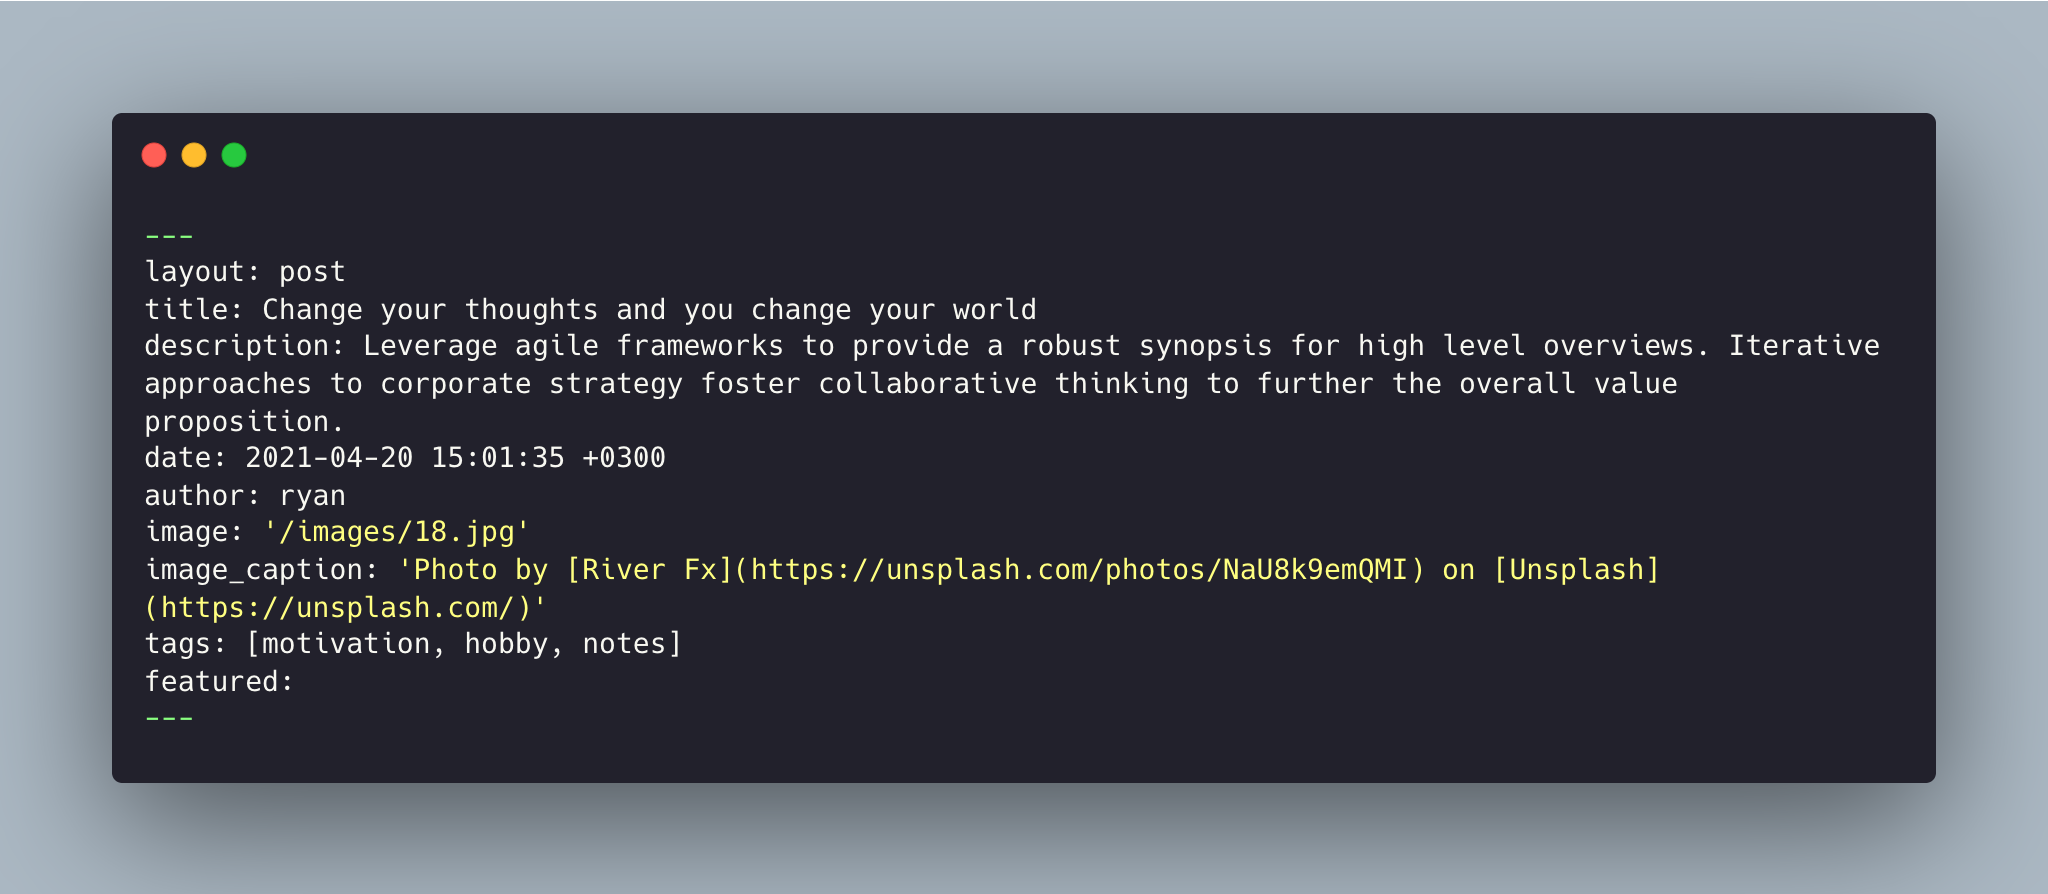 ---
layout: post
title: Change your thoughts and you change your world
description: Leverage agile frameworks to provide a robust synopsis for high level overviews. Iterative
approaches to corporate strategy foster collaborative thinking to further the overall value
proposition.
date: 2021-04-20 15:01:35 +0300
author: ryan
image: '/images/18.jpg'
image_caption: 'Photo by [River Fx](https://unsplash.com/photos/NaU8k9emQMI) on [Unsplash]
(https://unsplash.com/)'
tags: [motivation, hobby, notes]
featured:
---